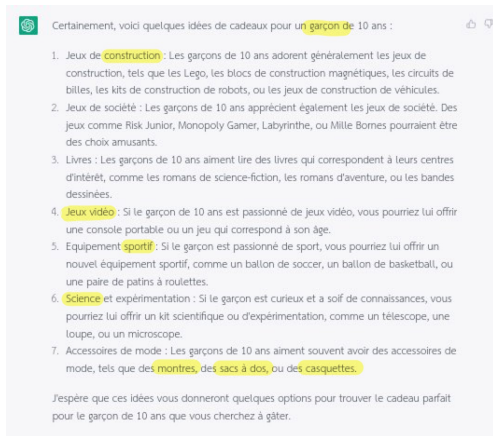 Certainement, voici quelques idées de cadeaux pour un garçon de 10 ans :
1. Jeux de construction : Les garçons de 10 ans adorent généralement les jeux de
construction, tels que les Lego, les blocs de construction magnétiques, les circuits de
billes, les kits de construction de robots, ou les jeux de construction de véhicules.
2. Jeux de société : Les garçons de 10 ans apprécient également les jeux de société. Des
jeux comme Risk Junior, Monopoly Gamer, Labyrinthe, ou Mille Bornes pourraient être
des choix amusants.
3. Livres : Les garçons de 10 ans aiment lire des livres qui correspondent à leurs centres
d'intérêt, comme les romans de science-fiction, les romans d'aventure, ou les bandes
dessinées.
4. Jeux vidéo : Si le garçon de 10 ans est passionné de jeux vidéo, vous pourriez lui offrir
une console portable ou un jeu qui correspond à son âge.
5. Equipement sportif : Si le garçon est passionné de sport, vous pourriez lui offrir un
nouvel équipement sportif, comme un ballon de soccer, un ballon de basketball, ou
une paire de patins à roulettes.
6. Science et expérimentation : Si le garçon est curieux et a soif de connaissances, vous
pourriez lui offrir un kit scientifique ou d'expérimentation, comme un télescope, une
loupe, ou un microscope.
7. Accessoires de mode : Les garçons de 10 ans aiment souvent avoir des accessoires de
mode, tels que des montres, des sacs à dos, ou des casquettes.
J'espère que ces idées vous donneront quelques options pour trouver le cadeau parfait
pour le garçon de 10 ans que vous cherchez à gâter.